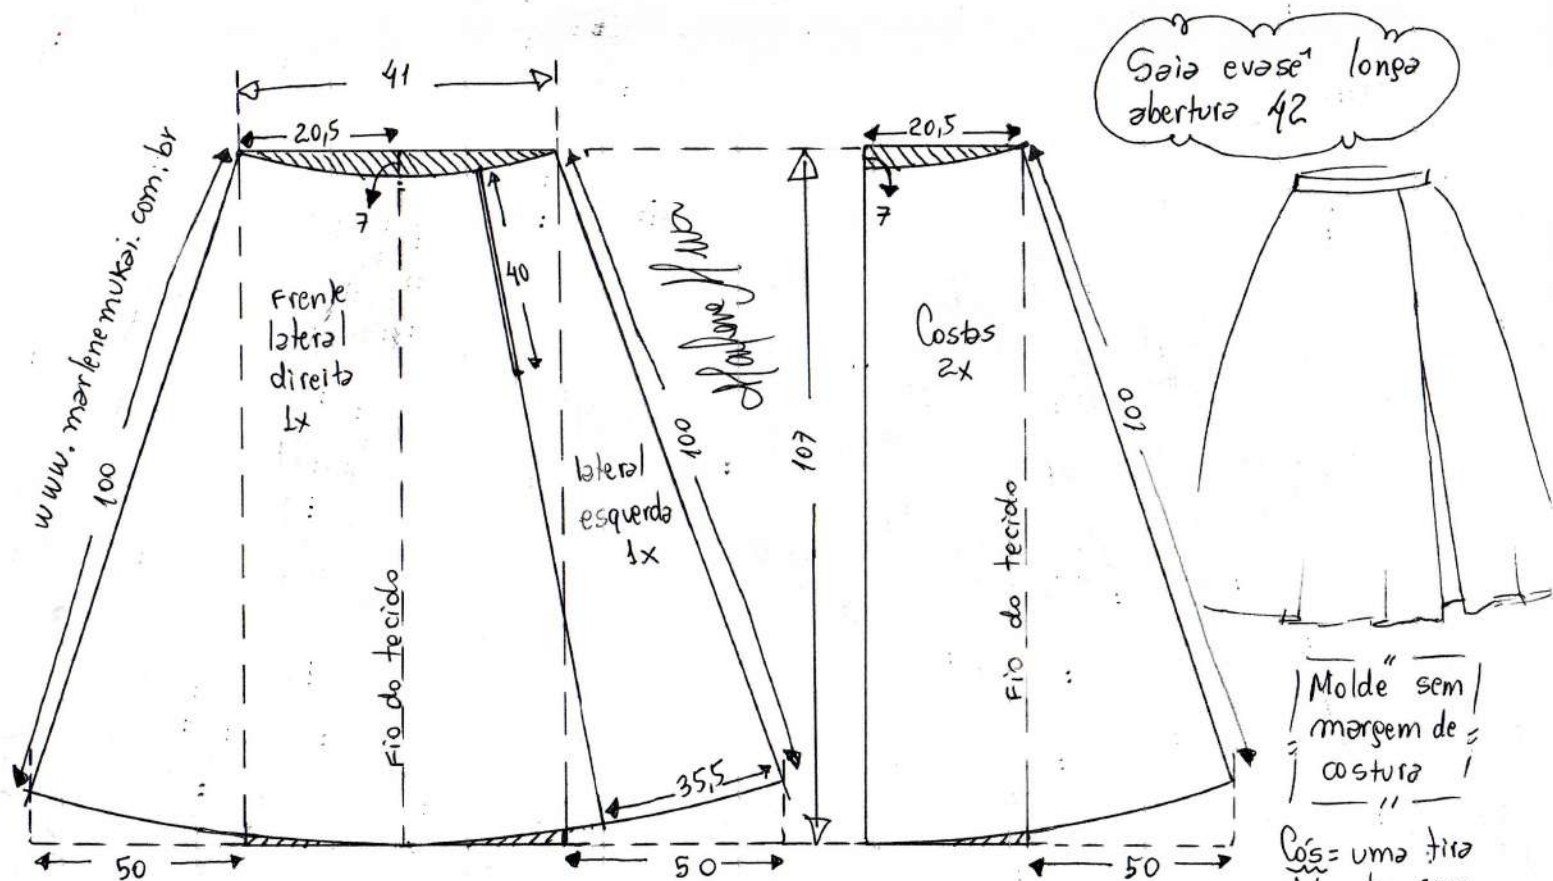 Saia evasê longa
abertura 42
41
20,5
7
40
www.marlenemukai.com.br
100
Frente
lateral
direita
1x
Fio do tecido
lateral
esquerda
1x
100
35,5
50
50
Marlene Mukai
107
20,5
7
Costas
2x
Fio do tecido
100
50
Molde sem
margem de
costura
Cós = uma tira